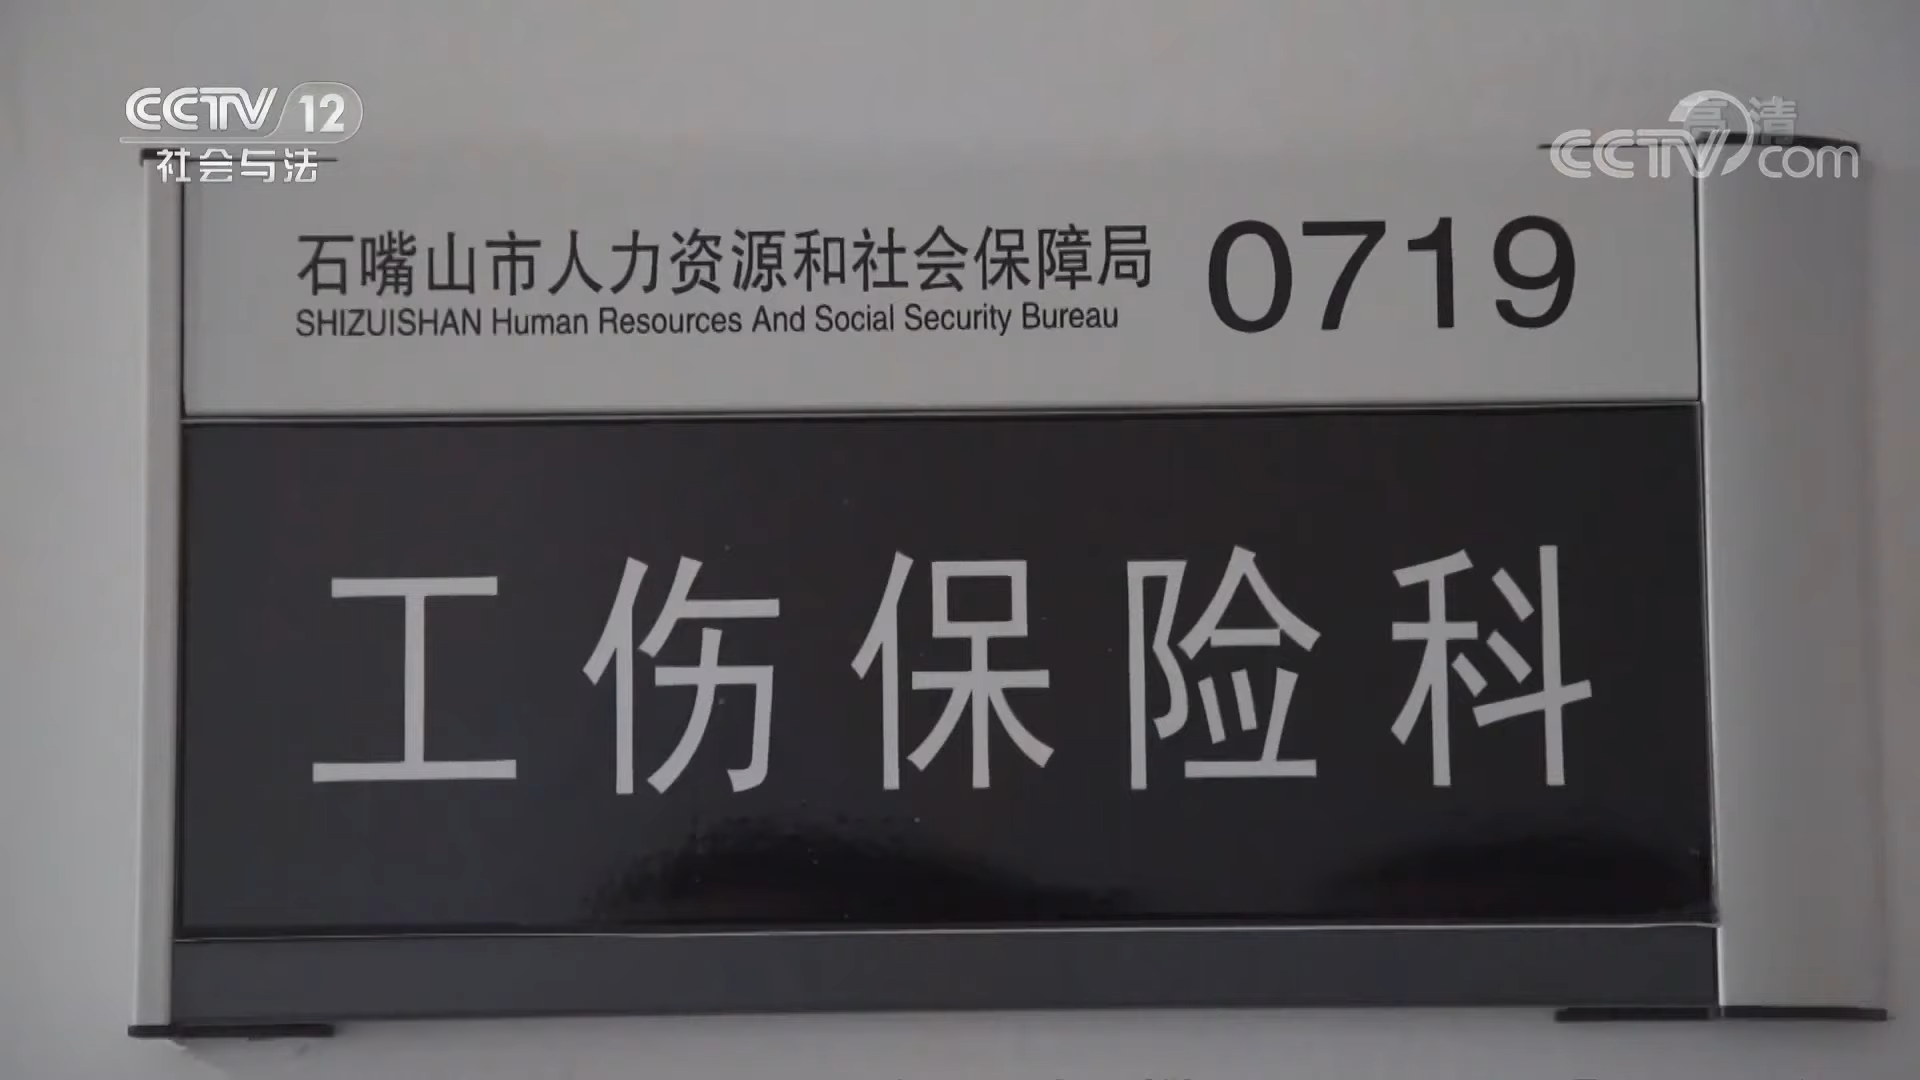 CCTV 12
社会与法
高清
CCTV.com
石嘴山市人力资源和社会保障局 0719
SHIZUISHAN Human Resources And Social Security Bureau
工伤保险科